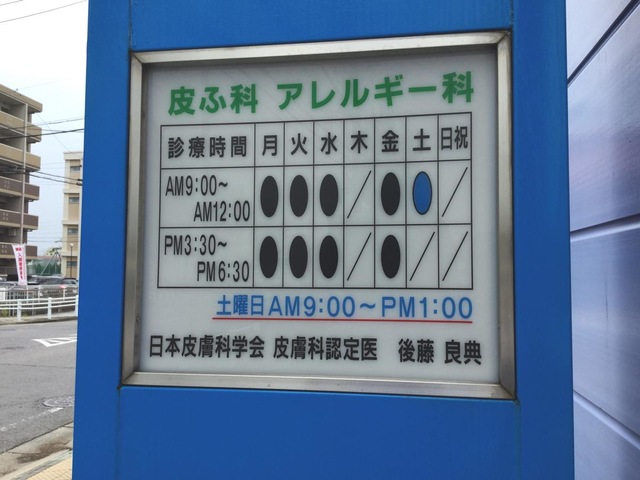 皮ふ科 アレルギー科
診療時間 月 火 水 木 金 土 日祝
AM9:00~ AM12:00 ● ● ● ／ ● ● ／
PM3:30~ PM6:30 ● ● ● ／ ● ／ ／
土曜日AM9:00~PM1:00
日本皮膚科学会 皮膚科認定医 後藤 良典